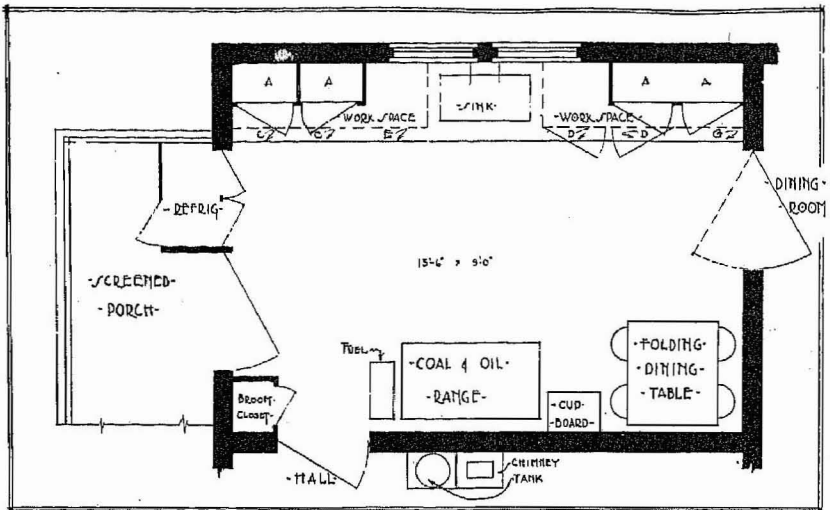 A A A A
-SINK-
-WORK SPACE -WORK SPACE-
C C E D D G
-DINING-
-ROOM
-REFRIG-
-SCREENED-
-PORCH-
13'-6" x 9'-0"
FUEL
-COAL & OIL-
-RANGE-
-FOLDING-
-DINING-
-TABLE-
BROOM
CLOSET
-CUP-
-BOARD-
-HALL-
-CHIMNEY
-TANK